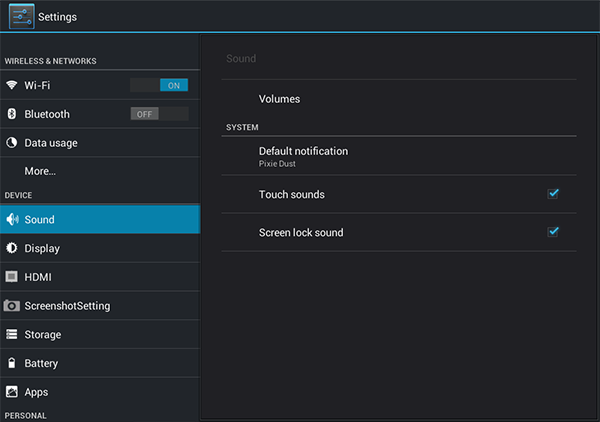 Settings
WIRELESS & NETWORKS
Wi-Fi ON
Bluetooth OFF
Data usage
More...
DEVICE
Sound
Display
HDMI
ScreenshotSetting
Storage
Battery
Apps
PERSONAL
Sound
Volumes
SYSTEM
Default notification
Pixie Dust
Touch sounds
Screen lock sound